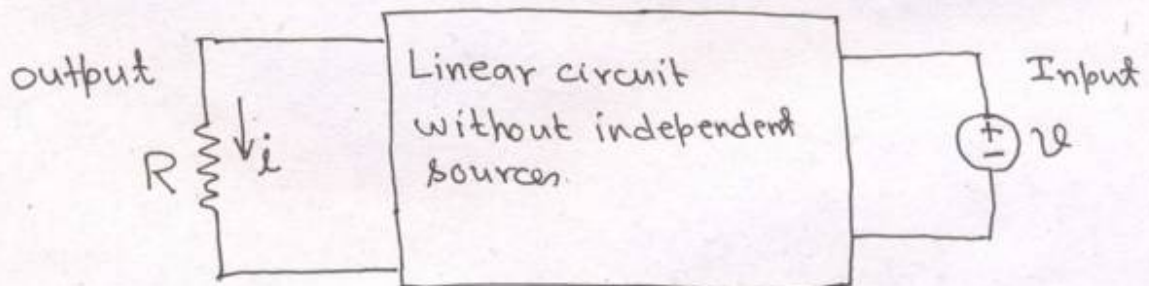 output
R
i
Linear circuit
without independent
sources.
Input
+
-
v